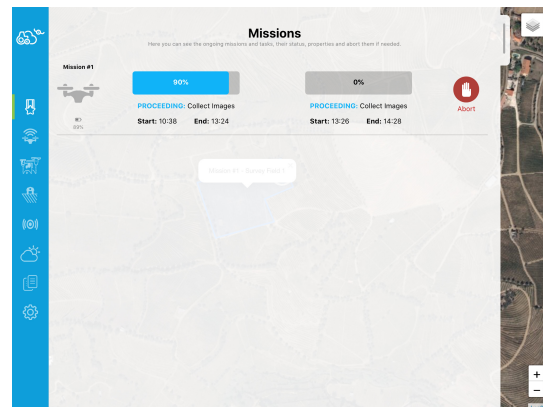 Missions
Here you can see the ongoing missions and tasks, their status, properties and abort them if needed.
Mission #1
90%
0%
PROCEEDING: Collect Images
PROCEEDING: Collect Images
Abort
Start: 10:38 End: 13:24
Start: 13:26 End: 14:28
Mission #1 - Survey Field 1
+
−